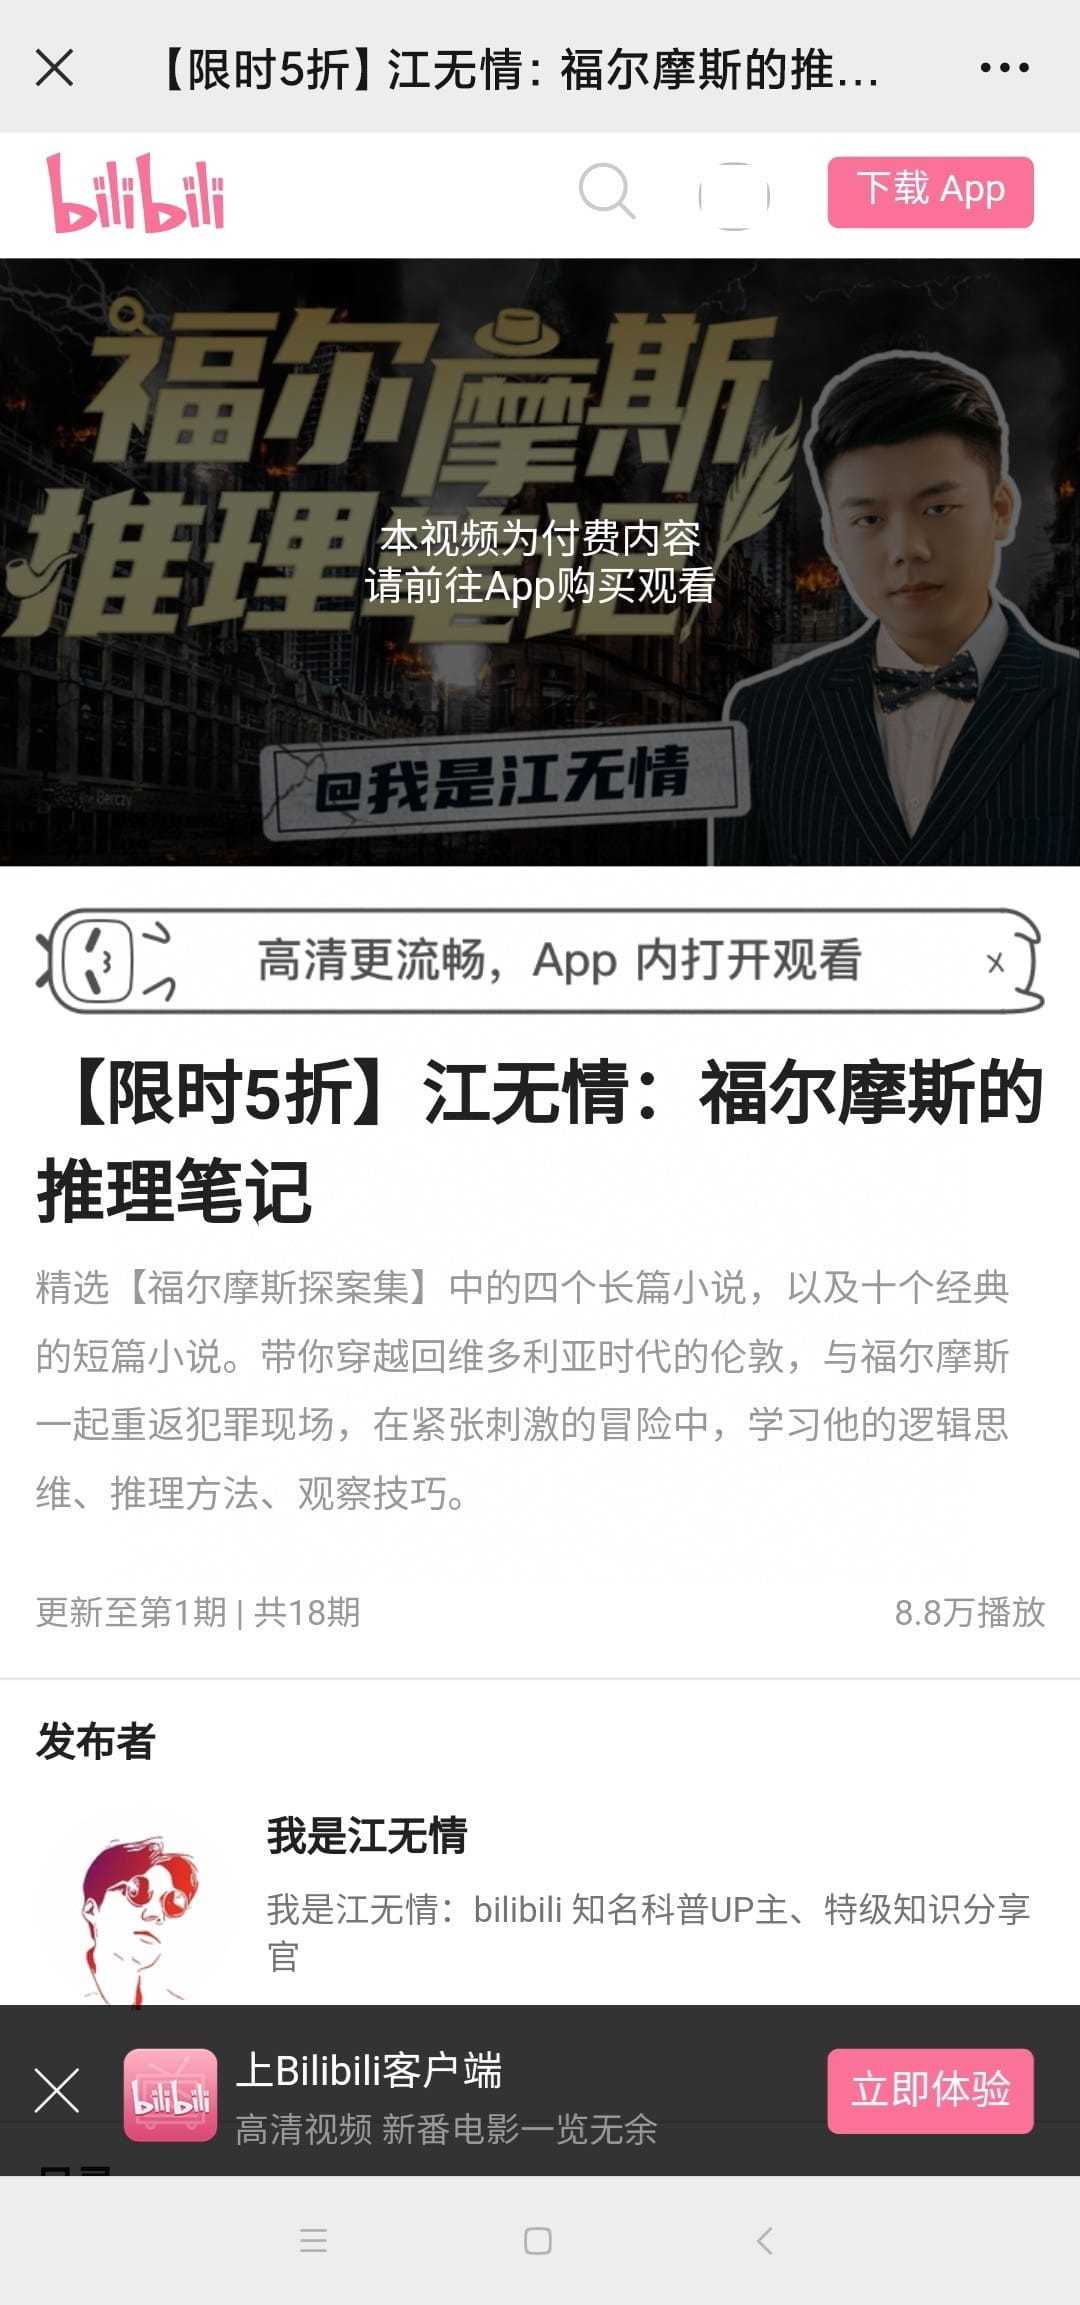 【限时5折】江无情：福尔摩斯的推...
bilibili
下载 App
福尔摩斯
推理笔记
本视频为付费内容
请前往App购买观看
@我是江无情
Berczy
高清更流畅，App 内打开观看
x
【限时5折】江无情：福尔摩斯的
推理笔记
精选【福尔摩斯探案集】中的四个长篇小说，以及十个经典
的短篇小说。带你穿越回维多利亚时代的伦敦，与福尔摩斯
一起重返犯罪现场，在紧张刺激的冒险中，学习他的逻辑思
维、推理方法、观察技巧。
更新至第1期 | 共18期
8.8万播放
发布者
我是江无情
我是江无情：bilibili 知名科普UP主、特级知识分享
官
上Bilibili客户端
bilibili
高清视频 新番电影一览无余
立即体验